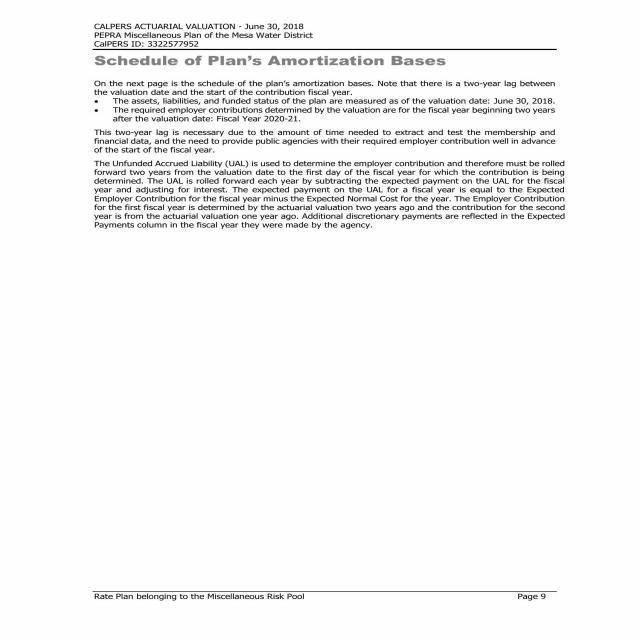 CALPERS ACTUARIAL VALUATION - June 30, 2018
PEPRA Miscellaneous Plan of the Mesa Water District
CalPERS ID: 3322577952
Schedule of Plan's Amortization Bases
On the next page is the schedule of the plan's amortization bases. Note that there is a two-year lag between
the valuation date and the start of the contribution fiscal year.
• The assets, liabilities, and funded status of the plan are measured as of the valuation date: June 30, 2018.
• The required employer contributions determined by the valuation are for the fiscal year beginning two years
after the valuation date: Fiscal Year 2020-21.
This two-year lag is necessary due to the amount of time needed to extract and test the membership and
financial data, and the need to provide public agencies with their required employer contribution well in advance
of the start of the fiscal year.
The Unfunded Accrued Liability (UAL) is used to determine the employer contribution and therefore must be rolled
forward two years from the valuation date to the first day of the fiscal year for which the contribution is being
determined. The UAL is rolled forward each year by subtracting the expected payment on the UAL for the fiscal
year and adjusting for interest. The expected payment on the UAL for a fiscal year is equal to the Expected
Employer Contribution for the fiscal year minus the Expected Normal Cost for the year. The Employer Contribution
for the first fiscal year is determined by the actuarial valuation two years ago and the contribution for the second
year is from the actuarial valuation one year ago. Additional discretionary payments are reflected in the Expected
Payments column in the fiscal year they were made by the agency.
Rate Plan belonging to the Miscellaneous Risk Pool Page 9